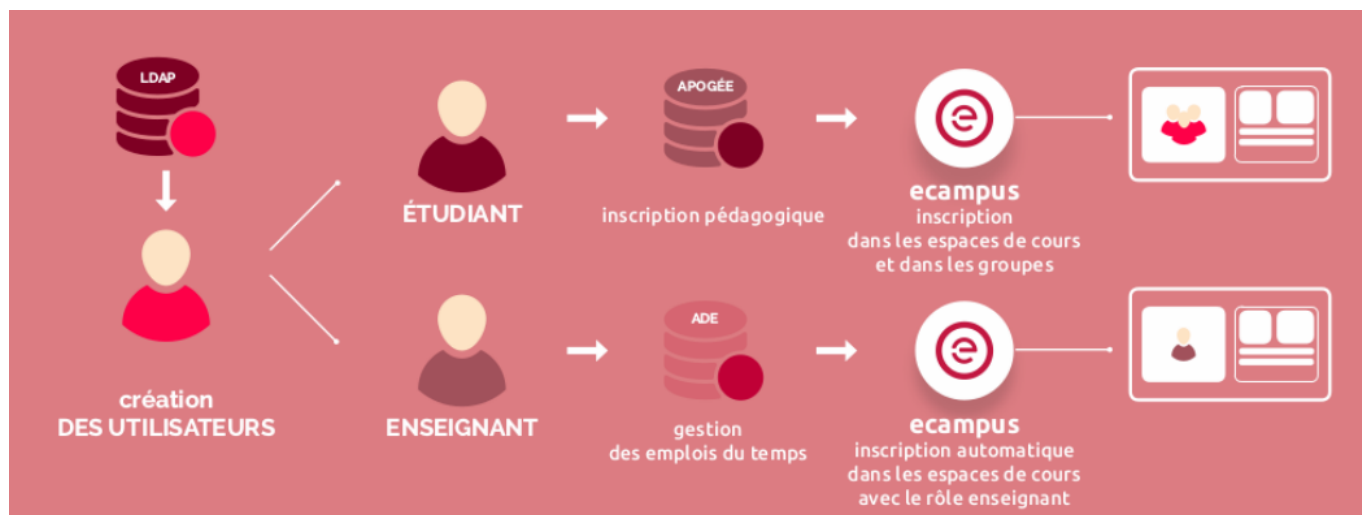 LDAP
création
DES UTILISATEURS
ÉTUDIANT
APOGÉE
inscription pédagogique
ecampus
inscription
dans les espaces de cours
et dans les groupes
ENSEIGNANT
ADE
gestion
des emplois du temps
ecampus
inscription automatique
dans les espaces de cours
avec le rôle enseignant